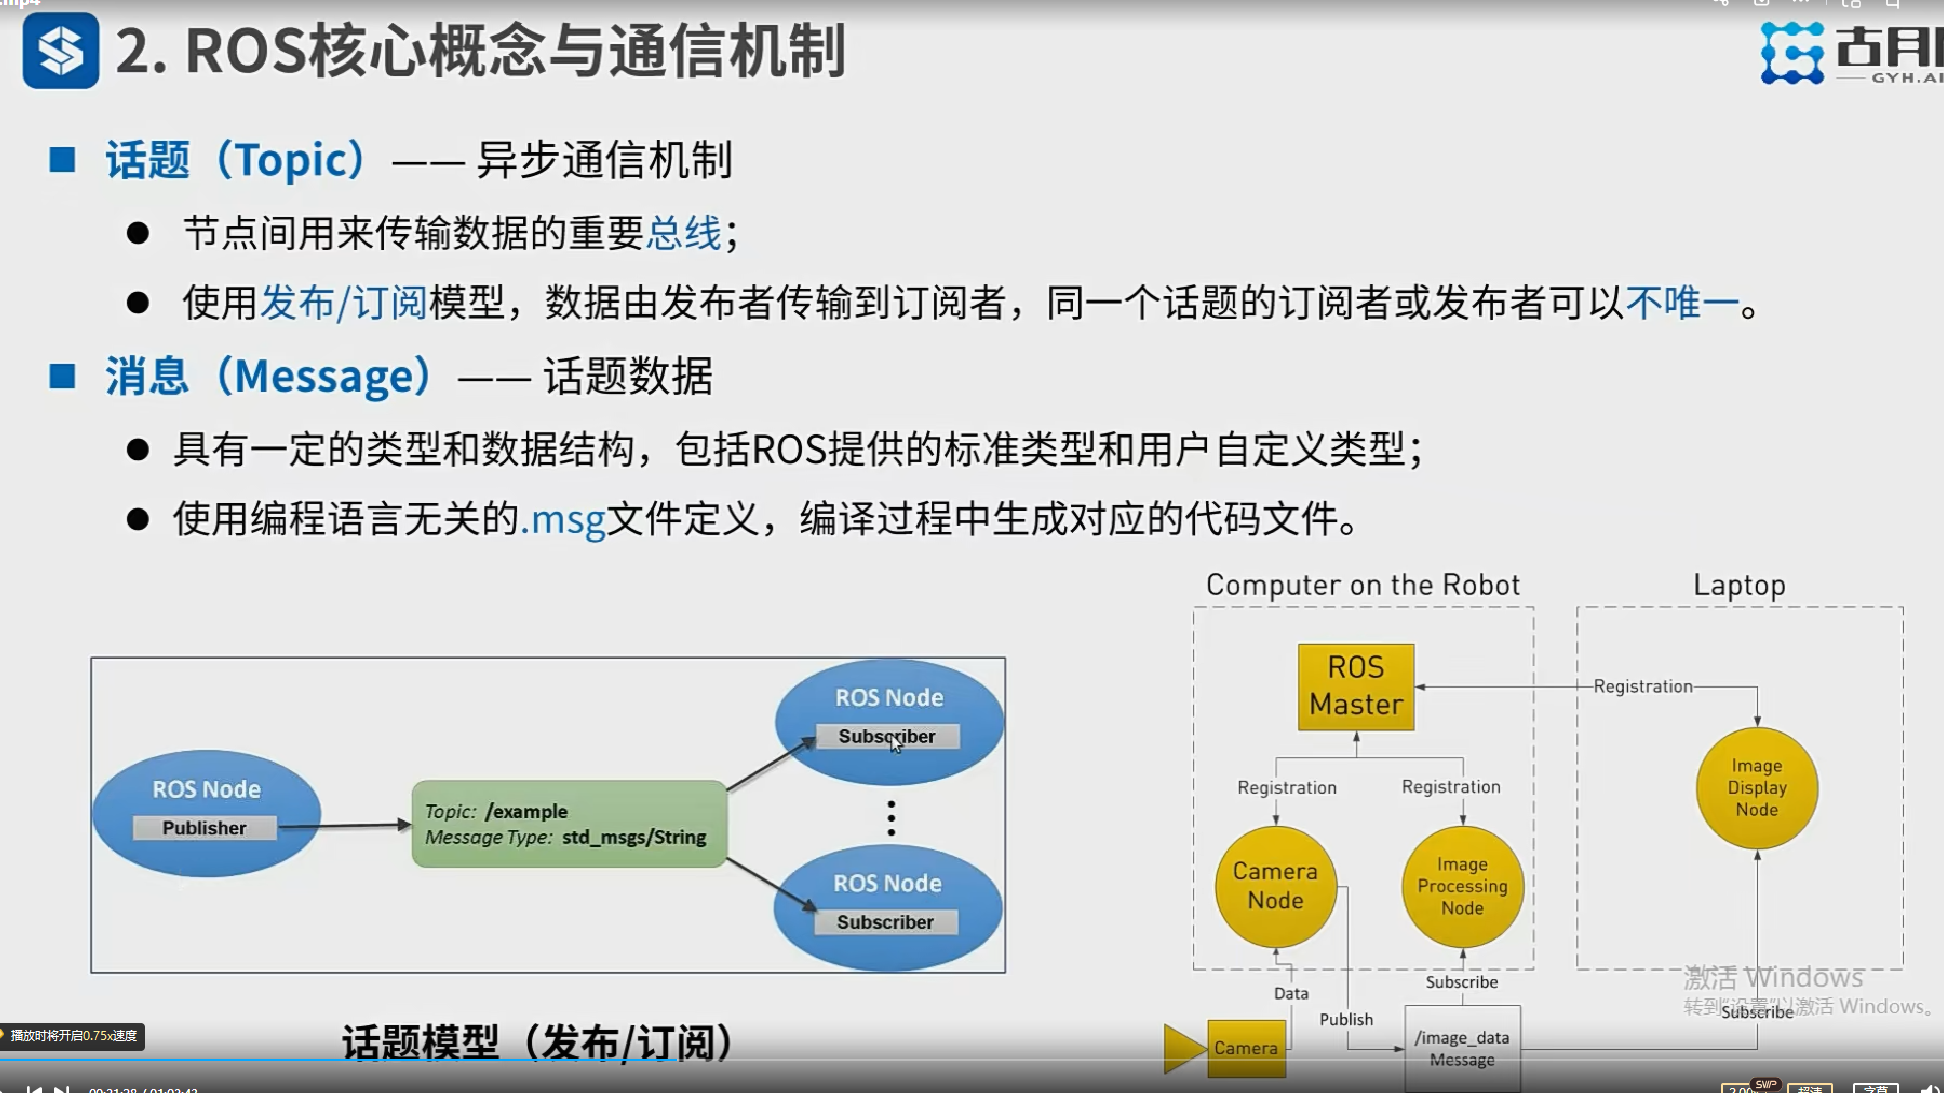 .mp4
2. ROS核心概念与通信机制
古月
GYH.AI
话题（Topic）—— 异步通信机制
节点间用来传输数据的重要总线；
使用发布/订阅模型，数据由发布者传输到订阅者，同一个话题的订阅者或发布者可以不唯一。
消息（Message）—— 话题数据
具有一定的类型和数据结构，包括ROS提供的标准类型和用户自定义类型；
使用编程语言无关的.msg文件定义，编译过程中生成对应的代码文件。
ROS Node
Publisher
Topic: /example
Message Type: std_msgs/String
ROS Node
Subscriber
ROS Node
Subscriber
话题模型（发布/订阅）
Computer on the Robot
Laptop
ROS
Master
Registration
Registration
Registration
Camera
Node
Image
Processing
Node
Image
Display
Node
Data
Publish
Subscribe
Subscribe
Camera
/image_data
Message
激活 Windows
转到"设置"以激活 Windows。
播放时将开启0.75x速度
00:21:28 / 01:02:42
SWP
超清
字幕